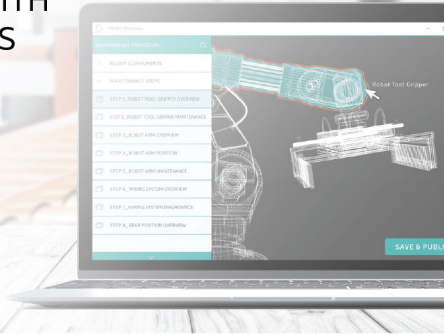 ITH
S
MAINTENANCE PROCEDURE
ROBOT COMPONENTS
MAINTENANCE STEPS
STEP 1_ROBOT TOOL GRIPPER OVERVIEW
STEP 2_ROBOT TOOL GRIPPER MAINTENANCE
STEP 3_ROBOT ARM OVERVIEW
STEP 4_ROBOT ARM POSITION
STEP 5_ROBOT ARM MAINTENANCE
STEP 6_WIRING SYSTEM OVERVIEW
STEP 7_WIRING SYSTEM DIAGNOSTICS
STEP 8_GEAR POSITION OVERVIEW
Robot Tool Gripper
SAVE & PUBL